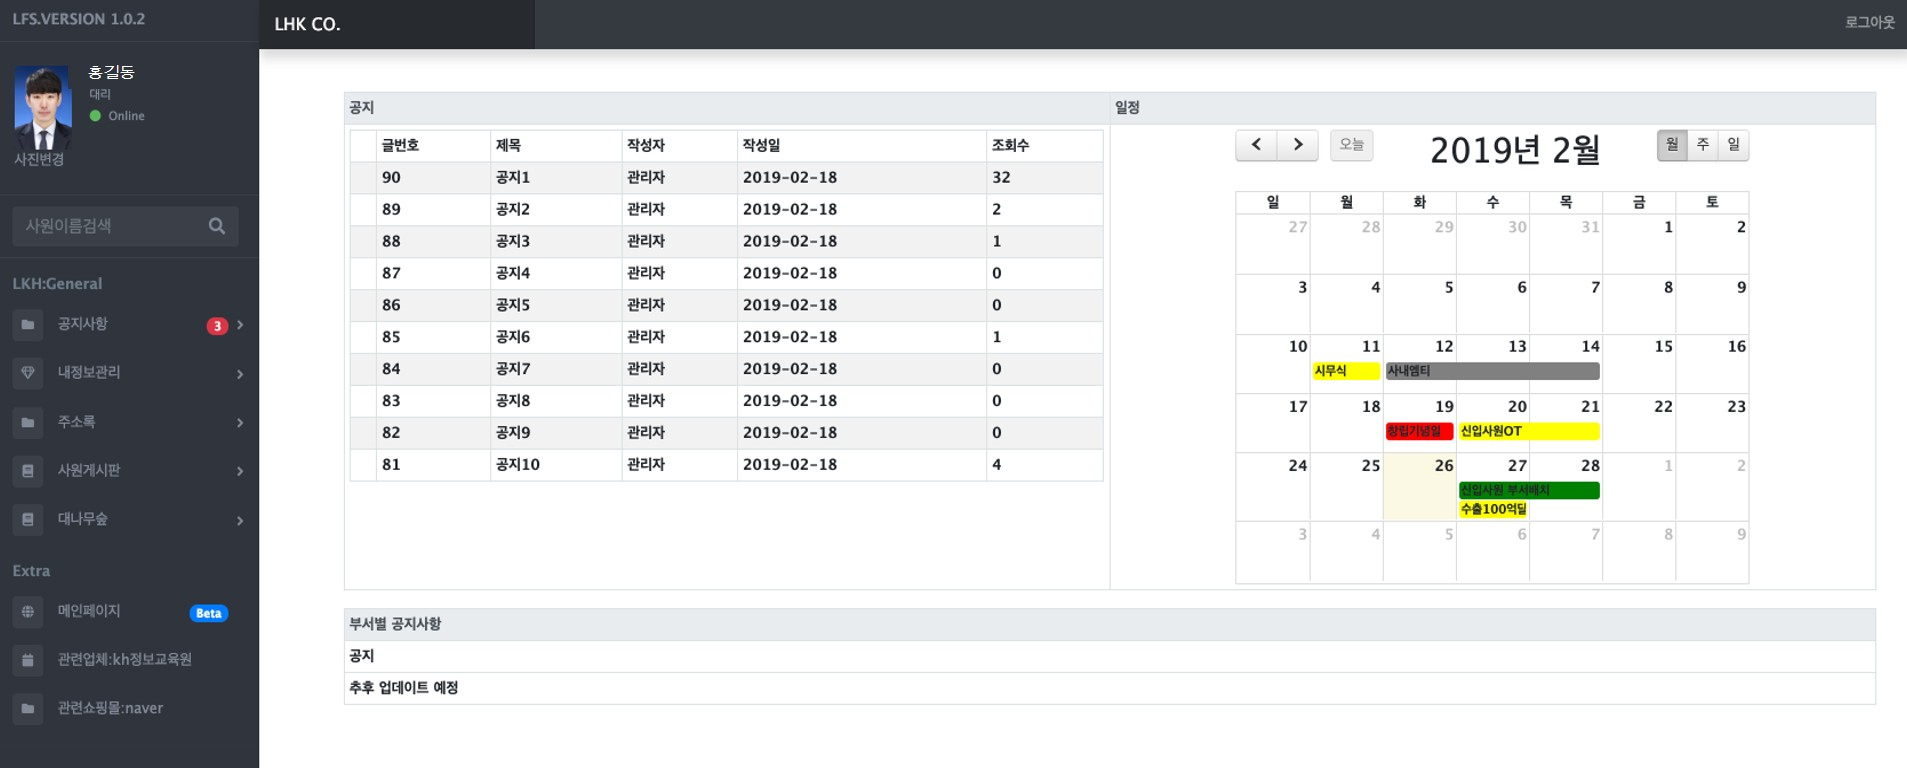 LFS.VERSION 1.0.2
LHK CO.
로그아웃
홍길동
대리
Online
사진변경
사원이름검색
LKH:General
공지사항 3
내정보관리
주소록
사원게시판
대나무숲
Extra
메인페이지 Beta
관련업체:kh정보교육원
관련쇼핑몰:naver
공지
글번호 제목 작성자 작성일 조회수
90 공지1 관리자 2019-02-18 32
89 공지2 관리자 2019-02-18 2
88 공지3 관리자 2019-02-18 1
87 공지4 관리자 2019-02-18 0
86 공지5 관리자 2019-02-18 0
85 공지6 관리자 2019-02-18 1
84 공지7 관리자 2019-02-18 0
83 공지8 관리자 2019-02-18 0
82 공지9 관리자 2019-02-18 0
81 공지10 관리자 2019-02-18 4
일정
오늘 2019년 2월 월 주 일
일 월 화 수 목 금 토
27 28 29 30 31 1 2
3 4 5 6 7 8 9
10 11 12 13 14 15 16
시무식 사내엠티
17 18 19 20 21 22 23
창립기념일 신입사원OT
24 25 26 27 28 1 2
신입사원 부서배치
수출100억딜
3 4 5 6 7 8 9
부서별 공지사항
공지
추후 업데이트 예정